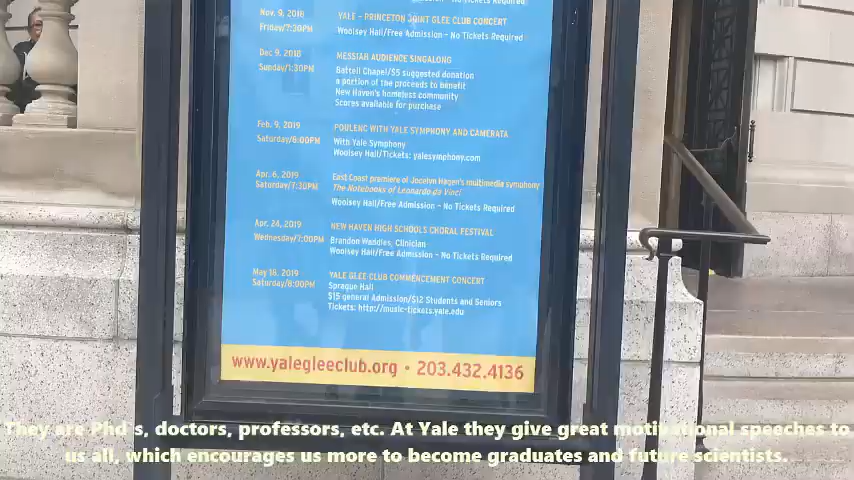 No Tickets Required
Nov. 9, 2018
Friday/7:30PM
YALE – PRINCETON JOINT GLEE CLUB CONCERT
Woolsey Hall/Free Admission – No Tickets Required
Dec 9, 2018
Sunday/1:30PM
MESSIAH AUDIENCE SINGALONG
Battell Chapel/$5 suggested donation
a portion of the proceeds to benefit
New Haven's homeless community
Scores available for purchase
Feb. 9, 2019
Saturday/8:00PM
POULENC WITH YALE SYMPHONY AND CAMERATA
With Yale Symphony
Woolsey Hall/Tickets: yalesymphony.com
Apr. 6, 2019
Saturday/7:30PM
East Coast premiere of Jocelyn Hagen's multimedia symphony
The Notebooks of Leonardo da Vinci
Woolsey Hall/Free Admission – No Tickets Required
Apr. 24, 2019
Wednesday/7:00PM
NEW HAVEN HIGH SCHOOLS CHORAL FESTIVAL
Brandon Waddles, Clinician
Woolsey Hall/Free Admission – No Tickets Required
May 18, 2019
Saturday/8:00PM
YALE GLEE CLUB COMMENCEMENT CONCERT
Sprague Hall
$15 general Admission/$12 Students and Seniors
Tickets: http://music-tickets.yale.edu
www.yalegleeclub.org • 203.432.4136
They are Phd's, doctors, professors, etc. At Yale they give great motivational speeches to
us all, which encourages us more to become graduates and future scientists.